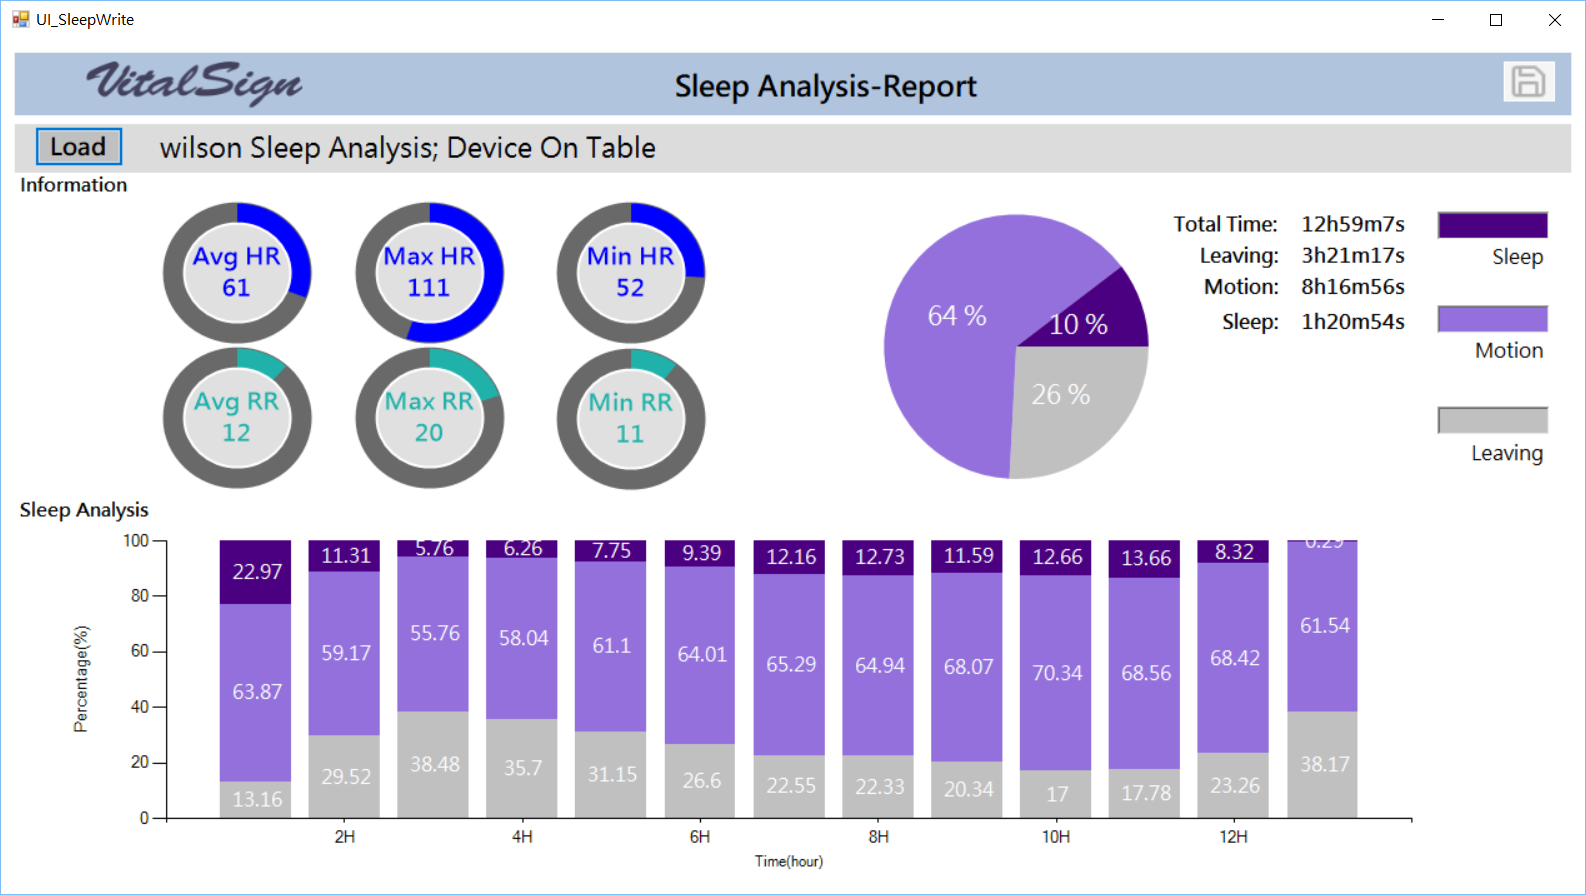 UI_SleepWrite
VitalSign
Sleep Analysis-Report
Load
wilson Sleep Analysis; Device On Table
Information
Avg HR
61
Max HR
111
Min HR
52
Avg RR
12
Max RR
20
Min RR
11
64 %
10 %
26 %
Total Time: 12h59m7s
Leaving: 3h21m17s
Motion: 8h16m56s
Sleep: 1h20m54s
Sleep
Motion
Leaving
Sleep Analysis
Percentage(%)
100
80
60
40
20
0
22.97 11.31 5.76 6.26 7.75 9.39 12.16 12.73 11.59 12.66 13.66 8.32 0.29
63.87 59.17 55.76 58.04 61.1 64.01 65.29 64.94 68.07 70.34 68.56 68.42 61.54
13.16 29.52 38.48 35.7 31.15 26.6 22.55 22.33 20.34 17 17.78 23.26 38.17
2H 4H 6H 8H 10H 12H
Time(hour)